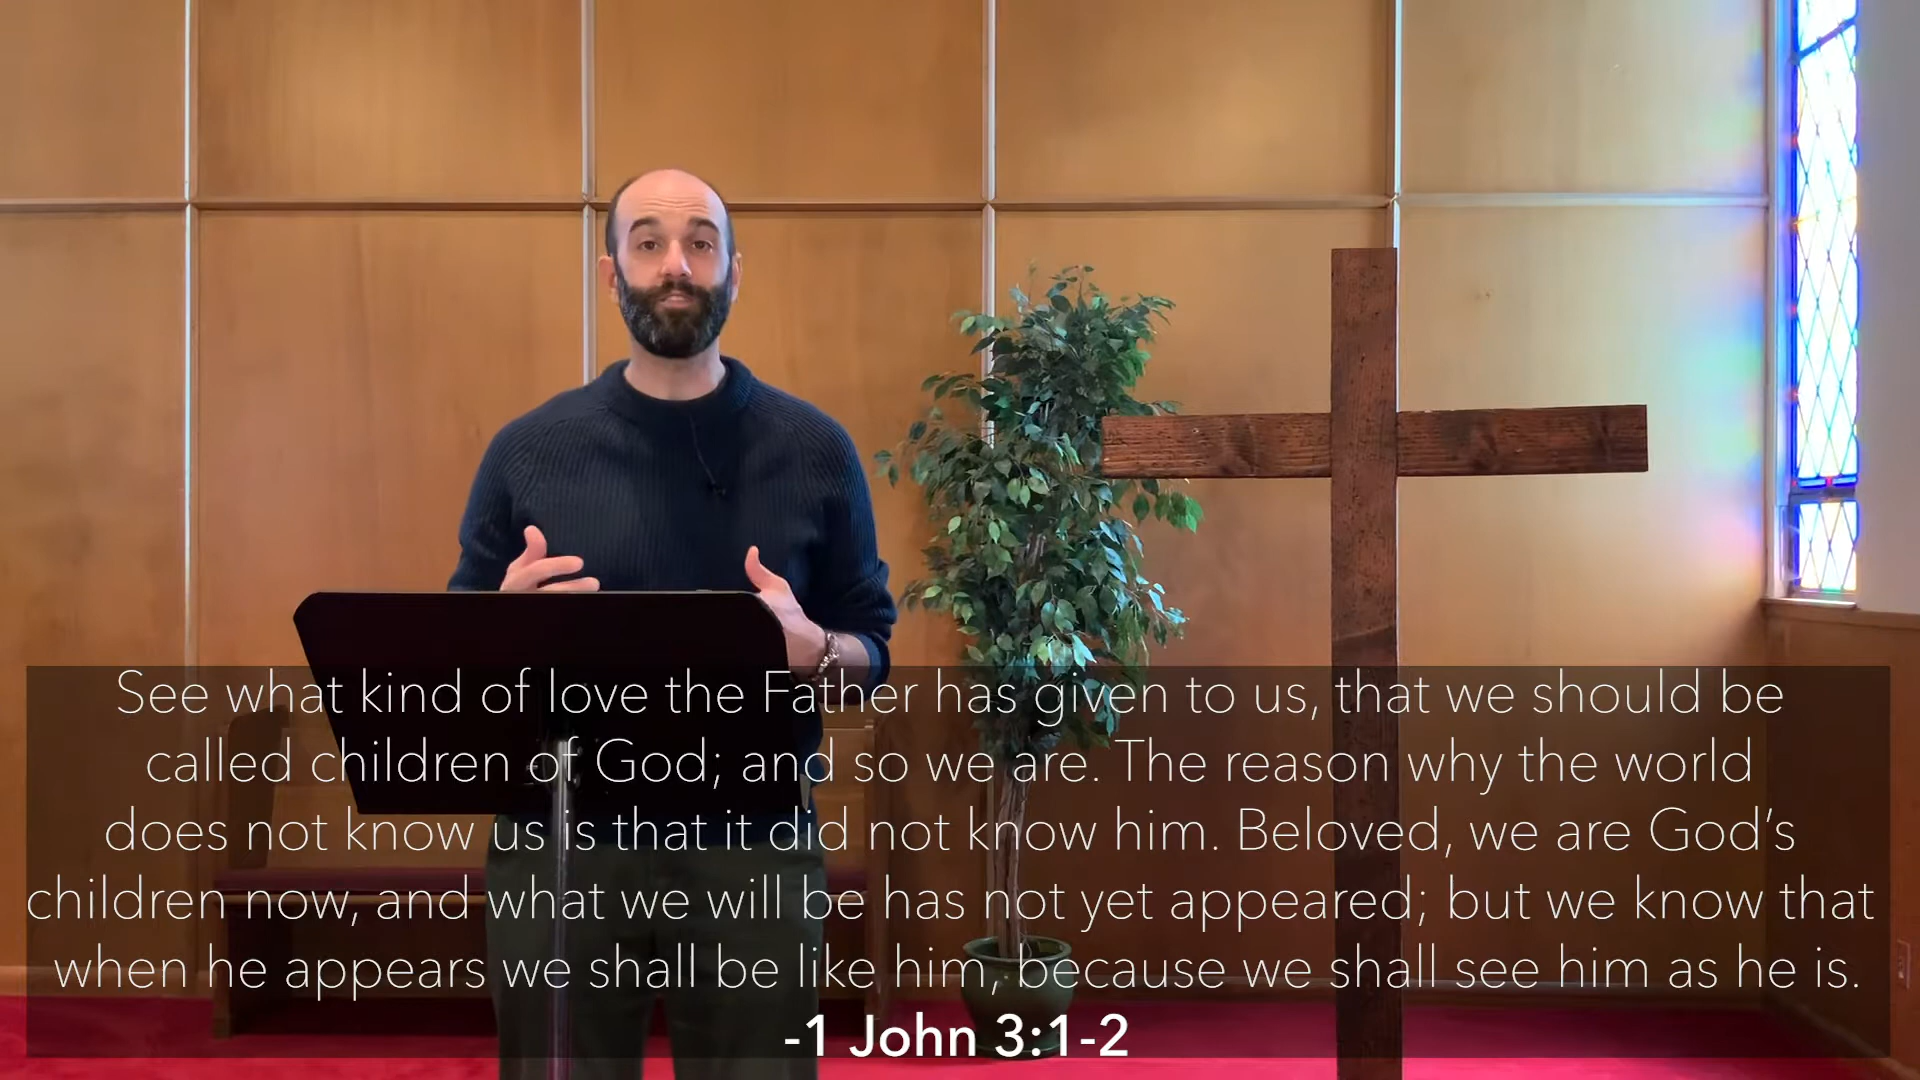 See what kind of love the Father has given to us, that we should be
called children of God; and so we are. The reason why the world
does not know us is that it did not know him. Beloved, we are God’s
children now, and what we will be has not yet appeared; but we know that
when he appears we shall be like him, because we shall see him as he is.
-1 John 3:1-2